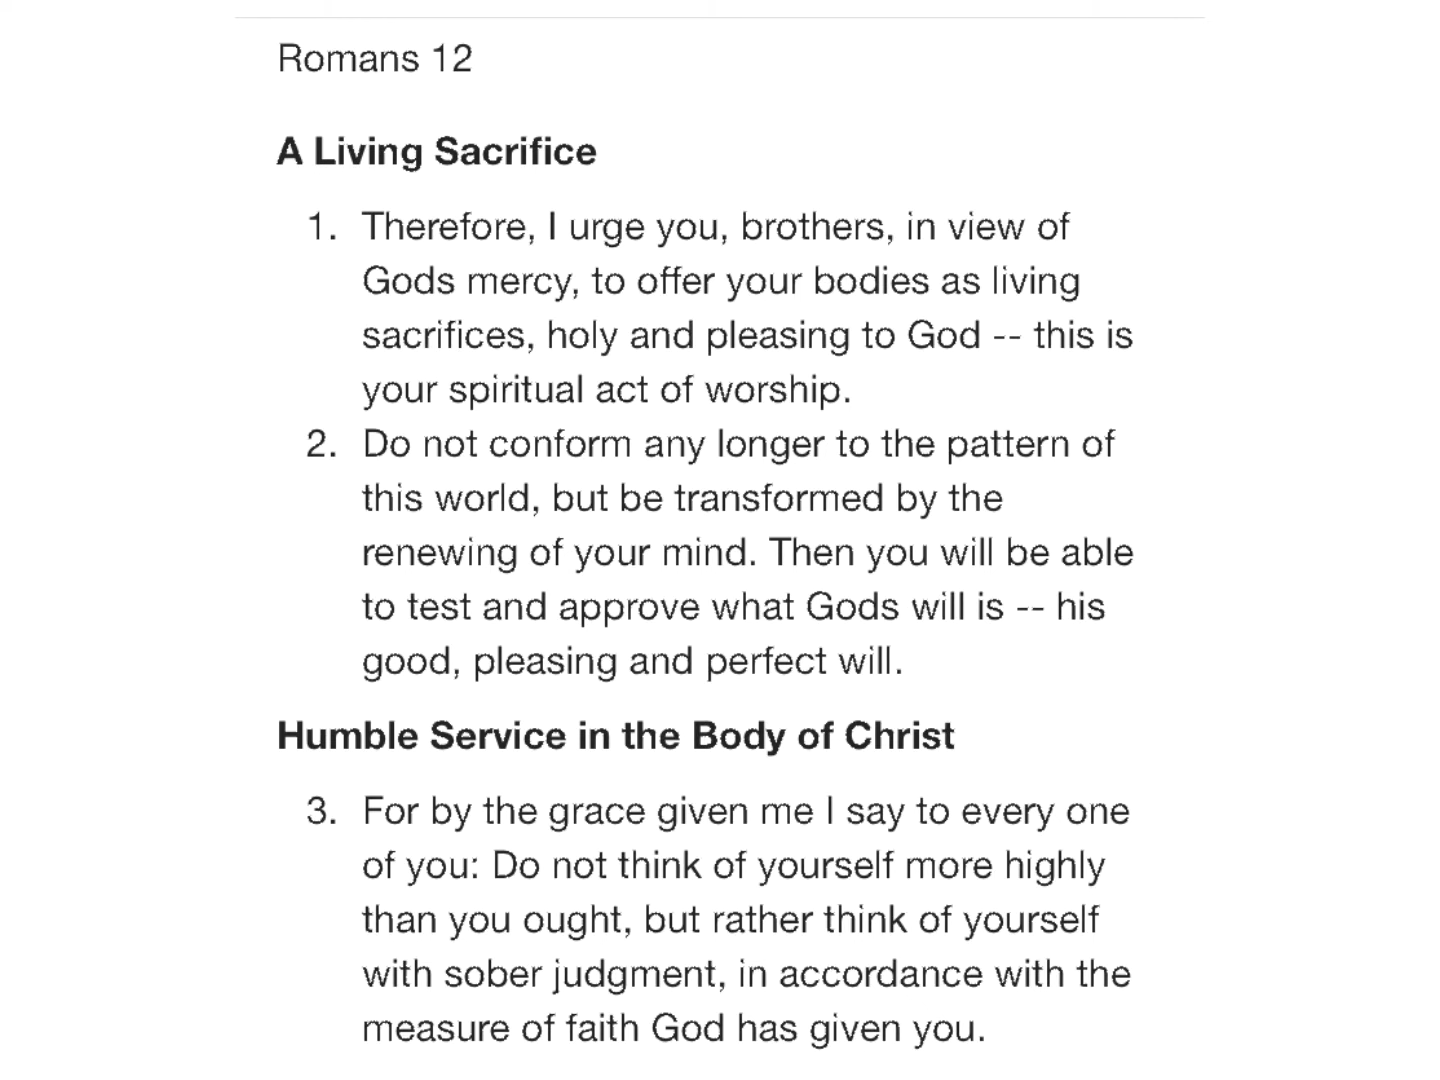 Romans 12
A Living Sacrifice
1. Therefore, I urge you, brothers, in view of
Gods mercy, to offer your bodies as living
sacrifices, holy and pleasing to God -- this is
your spiritual act of worship.
2. Do not conform any longer to the pattern of
this world, but be transformed by the
renewing of your mind. Then you will be able
to test and approve what Gods will is -- his
good, pleasing and perfect will.
Humble Service in the Body of Christ
3. For by the grace given me I say to every one
of you: Do not think of yourself more highly
than you ought, but rather think of yourself
with sober judgment, in accordance with the
measure of faith God has given you.